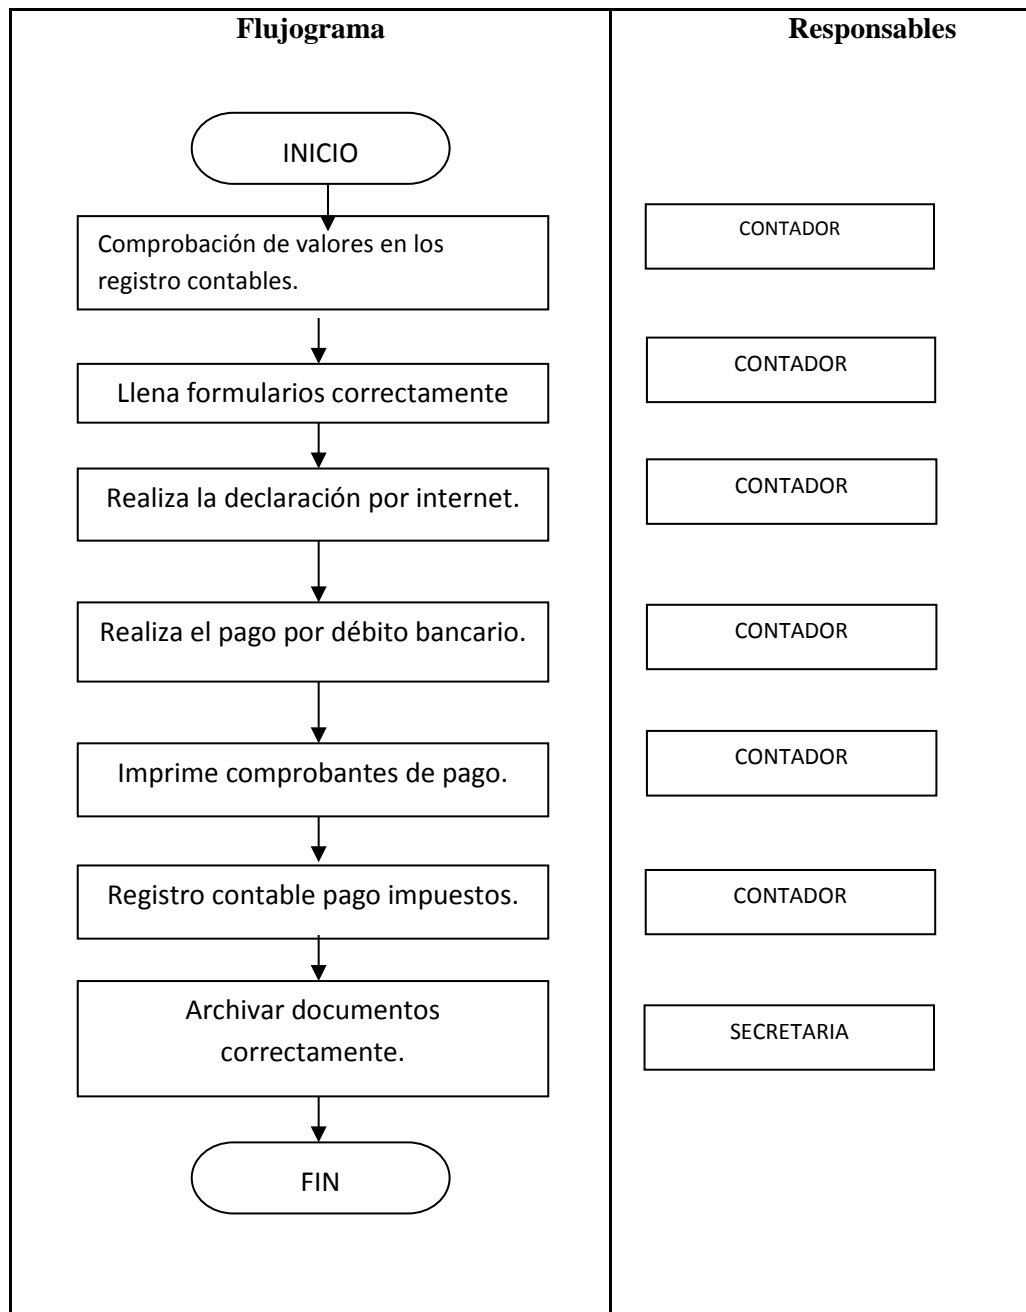 Flujograma
Responsables
INICIO
Comprobación de valores en los
registro contables.
CONTADOR
Llena formularios correctamente
CONTADOR
Realiza la declaración por internet.
CONTADOR
Realiza el pago por débito bancario.
CONTADOR
Imprime comprobantes de pago.
CONTADOR
Registro contable pago impuestos.
CONTADOR
Archivar documentos
correctamente.
SECRETARIA
FIN